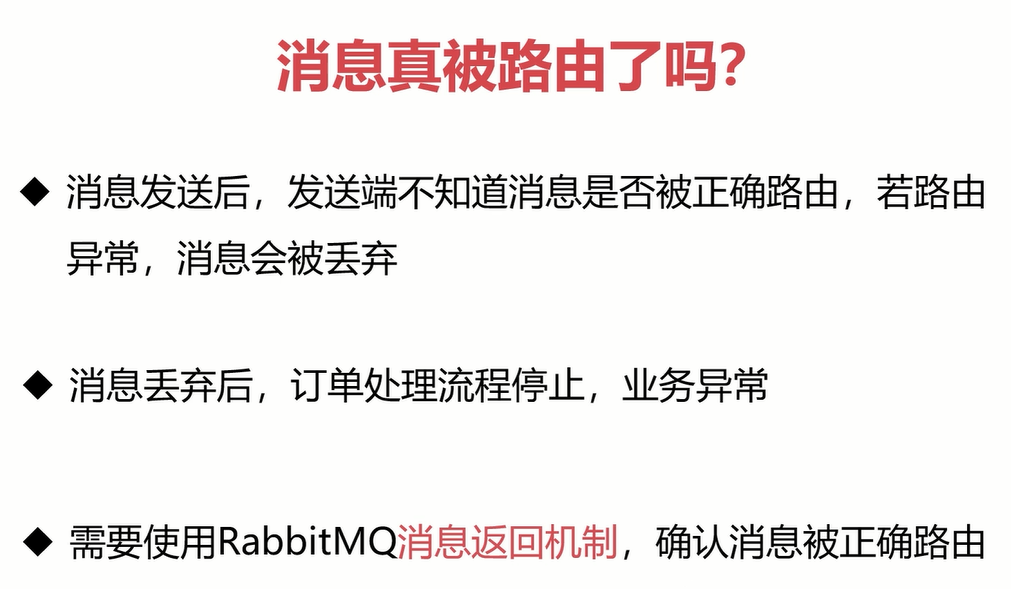 消息真被路由了吗？
◆ 消息发送后，发送端不知道消息是否被正确路由，若路由
异常，消息会被丢弃
◆ 消息丢弃后，订单处理流程停止，业务异常
◆ 需要使用RabbitMQ消息返回机制，确认消息被正确路由